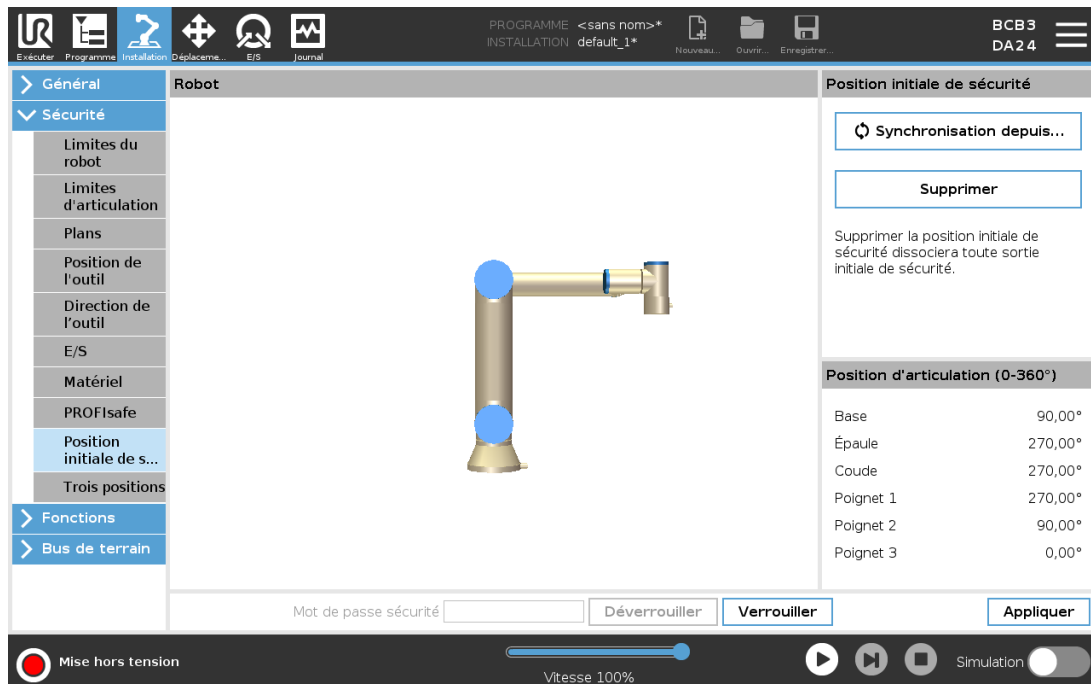 PROGRAMME <sans nom>*
INSTALLATION default_1*
BCB3
DA24
Exécuter Programme Installation Déplaceme... E/S Journal
Nouveau... Ouvrir... Enregistrer...
Général
Sécurité
Limites du
robot
Limites
d'articulation
Plans
Position de
l'outil
Direction de
l’outil
E/S
Matériel
PROFIsafe
Position
initiale de s...
Trois positions
Fonctions
Bus de terrain
Robot
Position initiale de sécurité
Synchronisation depuis...
Supprimer
Supprimer la position initiale de
sécurité dissociera toute sortie
initiale de sécurité.
Position d'articulation (0-360°)
Base 90,00°
Épaule 270,00°
Coude 270,00°
Poignet 1 270,00°
Poignet 2 90,00°
Poignet 3 0,00°
Mot de passe sécurité Déverrouiller Verrouiller Appliquer
Mise hors tension
Vitesse 100%
Simulation